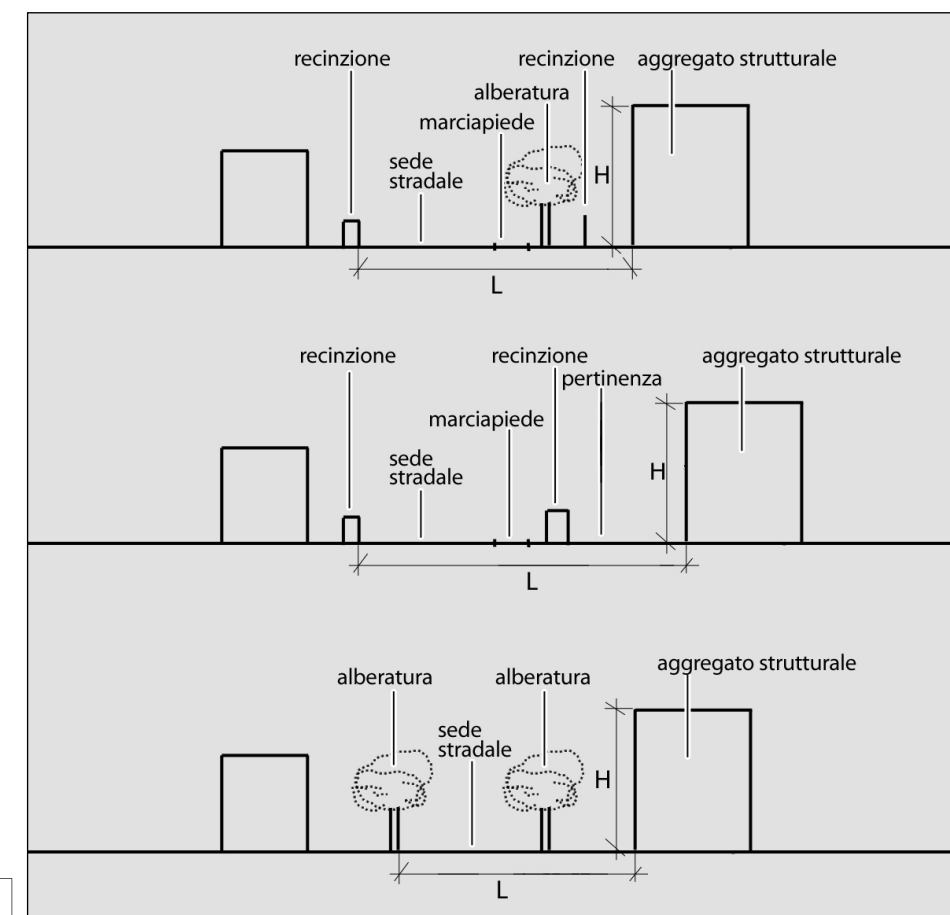 recinzione
recinzione
aggregato strutturale
alberatura
marciapiede
sede
stradale
H
L
recinzione
recinzione
aggregato strutturale
pertinenza
marciapiede
sede
stradale
H
L
alberatura
alberatura
aggregato strutturale
sede
stradale
H
L